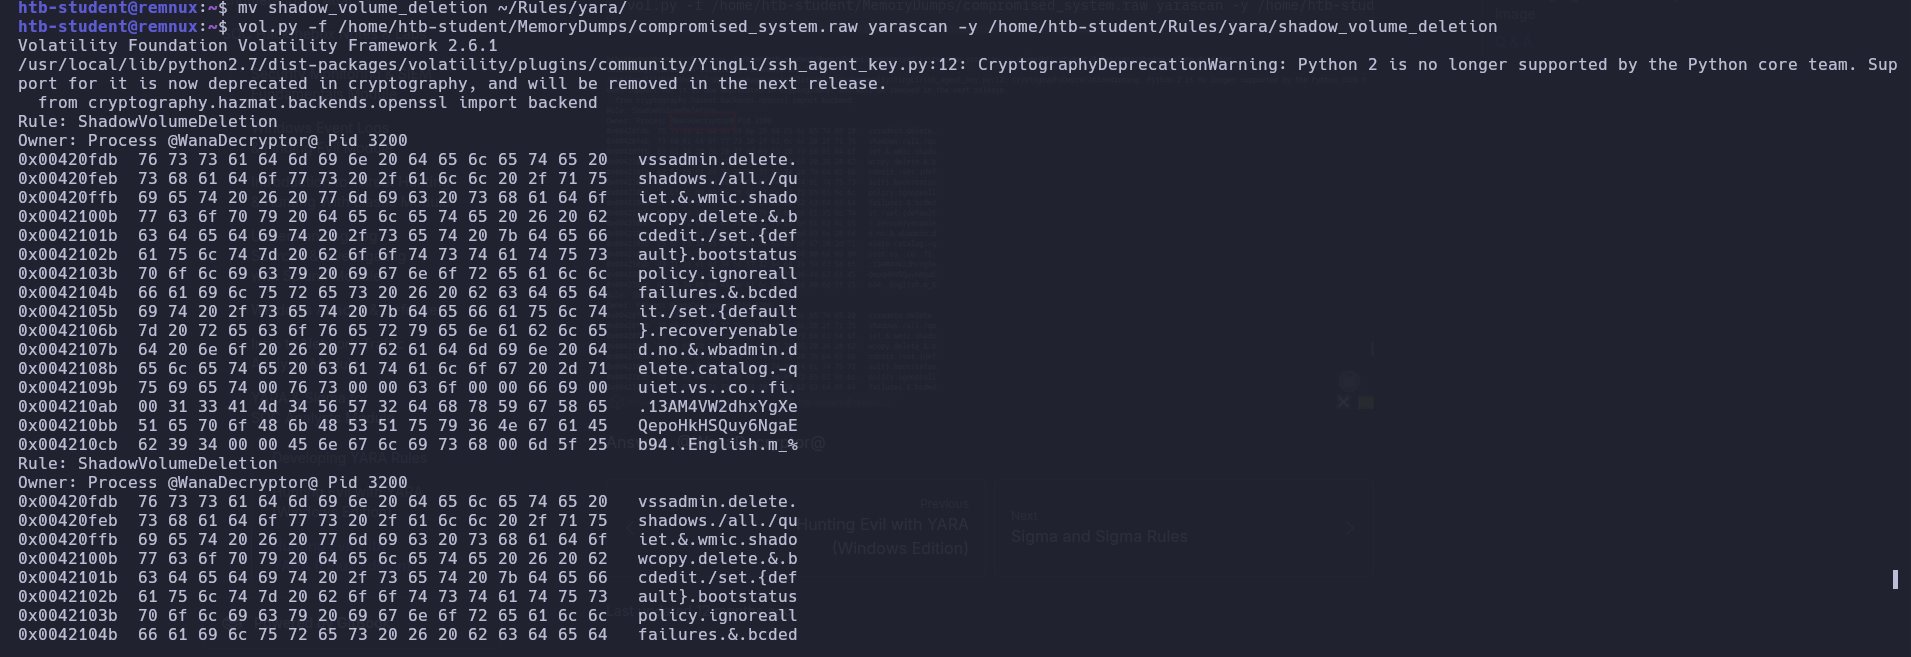 htb-student@remnux:~$ mv shadow_volume_deletion ~/Rules/yara/
htb-student@remnux:~$ vol.py -f /home/htb-student/MemoryDumps/compromised_system.raw yarascan -y /home/htb-student/Rules/yara/shadow_volume_deletion
Volatility Foundation Volatility Framework 2.6.1
/usr/local/lib/python2.7/dist-packages/volatility/plugins/community/YingLi/ssh_agent_key.py:12: CryptographyDeprecationWarning: Python 2 is no longer supported by the Python core team. Sup
port for it is now deprecated in cryptography, and will be removed in the next release.
  from cryptography.hazmat.backends.openssl import backend
Rule: ShadowVolumeDeletion
Owner: Process @WanaDecryptor@ Pid 3200
0x00420fdb  76 73 73 61 64 6d 69 6e 20 64 65 6c 65 74 65 20   vssadmin.delete.
0x00420feb  73 68 61 64 6f 77 73 20 2f 61 6c 6c 20 2f 71 75   shadows./all./qu
0x00420ffb  69 65 74 20 26 20 77 6d 69 63 20 73 68 61 64 6f   iet.&.wmic.shado
0x0042100b  77 63 6f 70 79 20 64 65 6c 65 74 65 20 26 20 62   wcopy.delete.&.b
0x0042101b  63 64 65 64 69 74 20 2f 73 65 74 20 7b 64 65 66   cdedit./set.{def
0x0042102b  61 75 6c 74 7d 20 62 6f 6f 74 73 74 61 74 75 73   ault}.bootstatus
0x0042103b  70 6f 6c 69 63 79 20 69 67 6e 6f 72 65 61 6c 6c   policy.ignoreall
0x0042104b  66 61 69 6c 75 72 65 73 20 26 20 62 63 64 65 64   failures.&.bcded
0x0042105b  69 74 20 2f 73 65 74 20 7b 64 65 66 61 75 6c 74   it./set.{default
0x0042106b  7d 20 72 65 63 6f 76 65 72 79 65 6e 61 62 6c 65   }.recoveryenable
0x0042107b  64 20 6e 6f 20 26 20 77 62 61 64 6d 69 6e 20 64   d.no.&.wbadmin.d
0x0042108b  65 6c 65 74 65 20 63 61 74 61 6c 6f 67 20 2d 71   elete.catalog.-q
0x0042109b  75 69 65 74 00 76 73 00 00 63 6f 00 00 66 69 00   uiet.vs..co..fi.
0x004210ab  00 31 33 41 4d 34 56 57 32 64 68 78 59 67 58 65   .13AM4VW2dhxYgXe
0x004210bb  51 65 70 6f 48 6b 48 53 51 75 79 36 4e 67 61 45   QepoHkHSQuy6NgaE
0x004210cb  62 39 34 00 00 45 6e 67 6c 69 73 68 00 6d 5f 25   b94..English.m_%
Rule: ShadowVolumeDeletion
Owner: Process @WanaDecryptor@ Pid 3200
0x00420fdb  76 73 73 61 64 6d 69 6e 20 64 65 6c 65 74 65 20   vssadmin.delete.
0x00420feb  73 68 61 64 6f 77 73 20 2f 61 6c 6c 20 2f 71 75   shadows./all./qu
0x00420ffb  69 65 74 20 26 20 77 6d 69 63 20 73 68 61 64 6f   iet.&.wmic.shado
0x0042100b  77 63 6f 70 79 20 64 65 6c 65 74 65 20 26 20 62   wcopy.delete.&.b
0x0042101b  63 64 65 64 69 74 20 2f 73 65 74 20 7b 64 65 66   cdedit./set.{def
0x0042102b  61 75 6c 74 7d 20 62 6f 6f 74 73 74 61 74 75 73   ault}.bootstatus
0x0042103b  70 6f 6c 69 63 79 20 69 67 6e 6f 72 65 61 6c 6c   policy.ignoreall
0x0042104b  66 61 69 6c 75 72 65 73 20 26 20 62 63 64 65 64   failures.&.bcded
Developing YARA Rules
Previous
Hunting Evil with YARA
(Windows Edition)
Next
Sigma and Sigma Rules